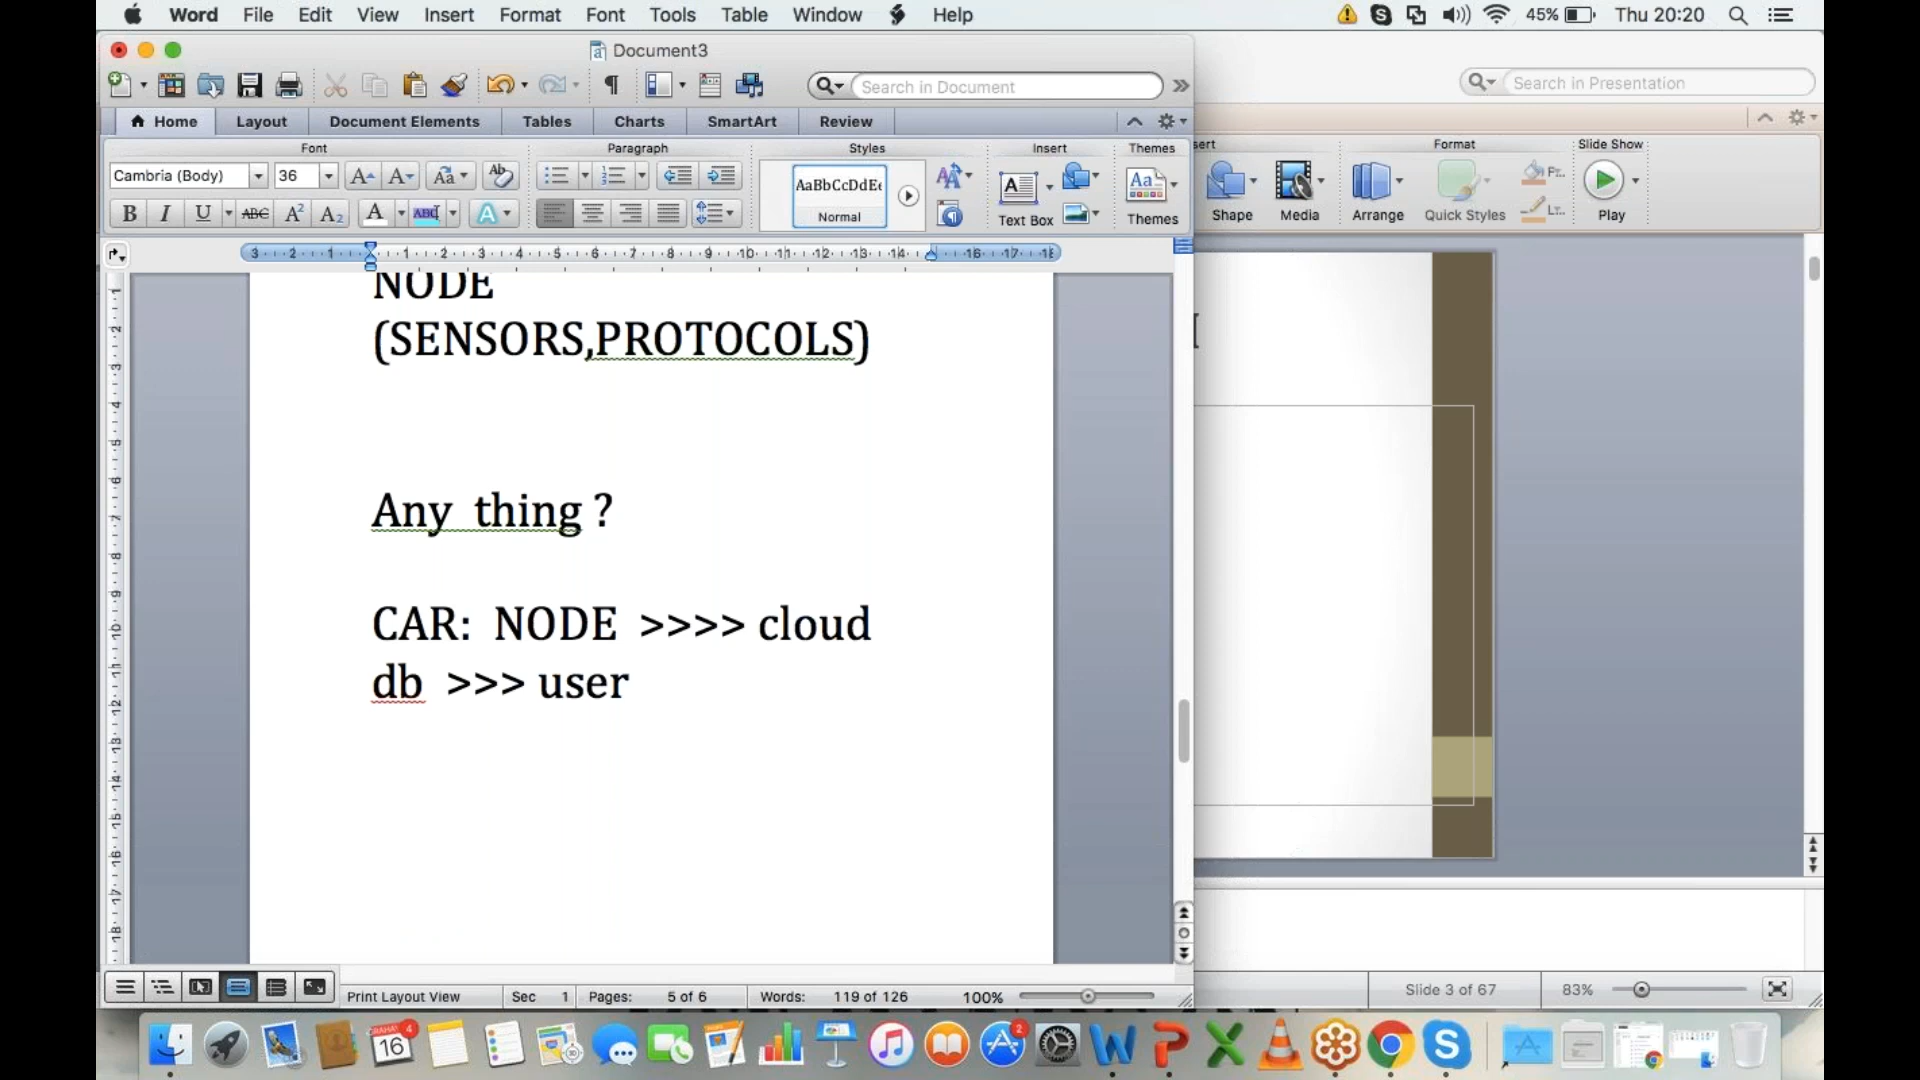 Word File Edit View Insert Format Font Tools Table Window Help 45% Thu 20:20
Document3
Search in Document
Search in Presentation
Home Layout Document Elements Tables Charts SmartArt Review
Font Paragraph Styles Insert Themes
Format Slide Show
Cambria (Body) 36
AaBbCcDdEe
Normal
Text Box Themes
Shape Media Arrange Quick Styles Play
NODE
(SENSORS,PROTOCOLS)
Any thing ?
CAR: NODE >>>> cloud
db >>> user
Print Layout View Sec 1 Pages: 5 of 6 Words: 119 of 126 100%
Slide 3 of 67 83%
16